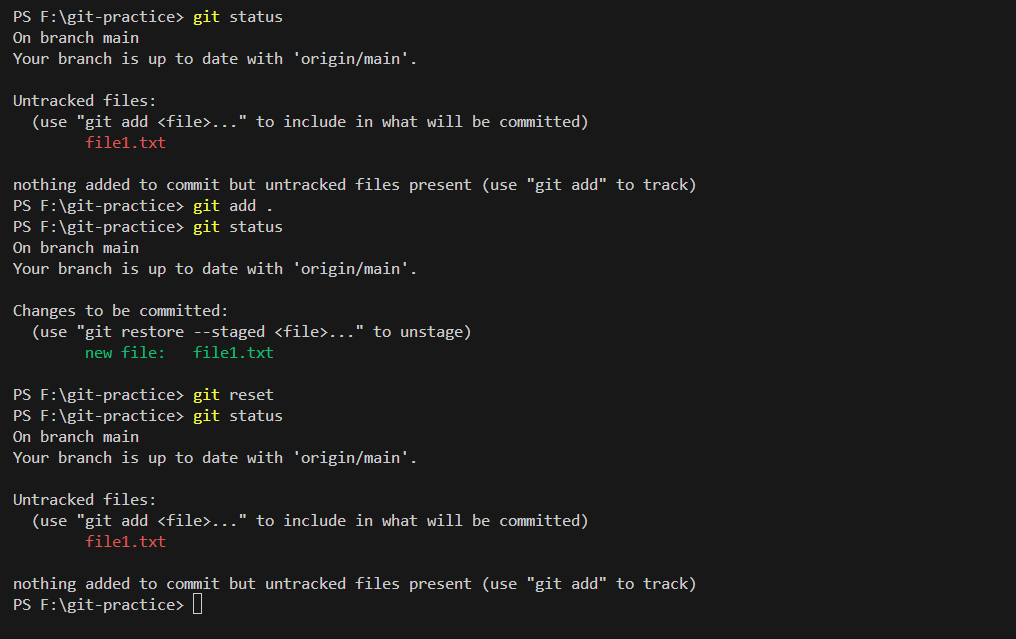 PS F:\git-practice> git status
On branch main
Your branch is up to date with 'origin/main'.

Untracked files:
  (use "git add <file>..." to include in what will be committed)
        file1.txt

nothing added to commit but untracked files present (use "git add" to track)
PS F:\git-practice> git add .
PS F:\git-practice> git status
On branch main
Your branch is up to date with 'origin/main'.

Changes to be committed:
  (use "git restore --staged <file>..." to unstage)
        new file:   file1.txt

PS F:\git-practice> git reset
PS F:\git-practice> git status
On branch main
Your branch is up to date with 'origin/main'.

Untracked files:
  (use "git add <file>..." to include in what will be committed)
        file1.txt

nothing added to commit but untracked files present (use "git add" to track)
PS F:\git-practice>